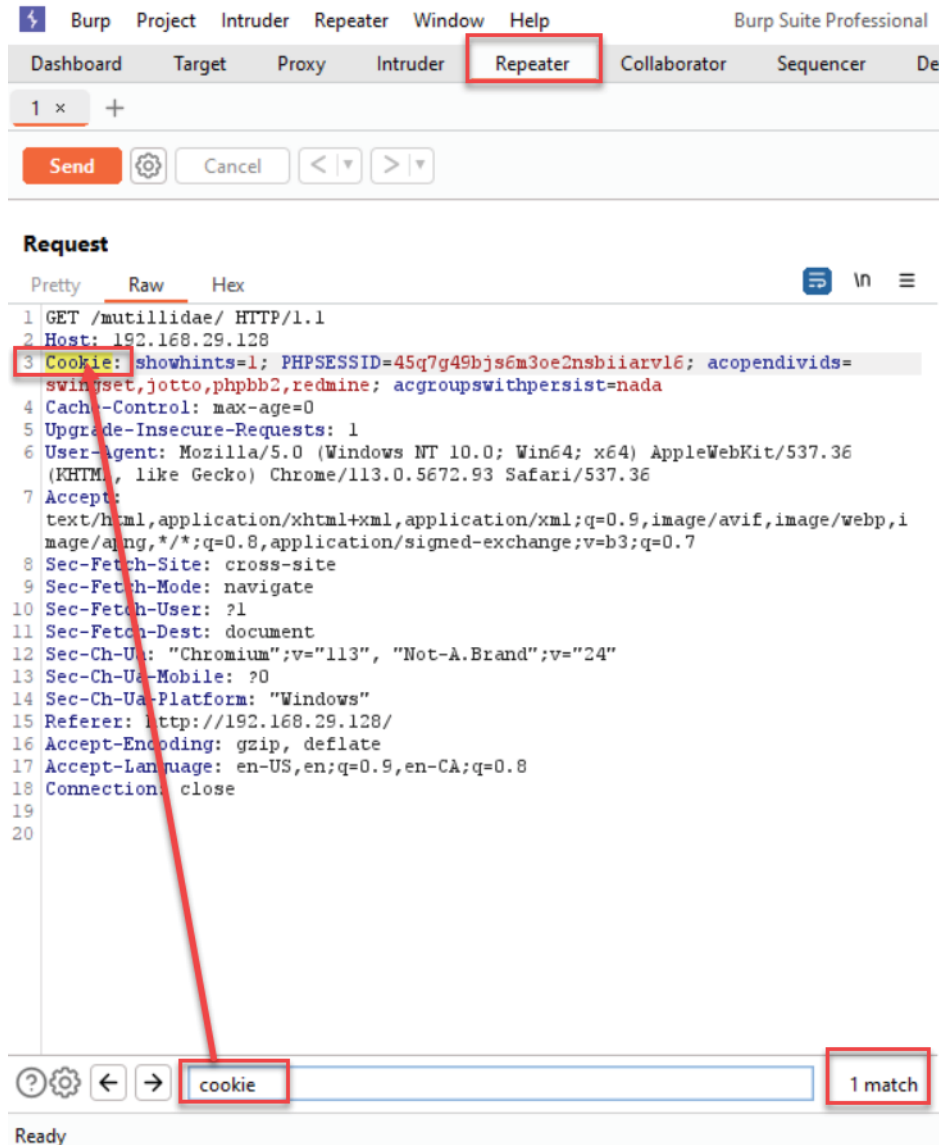 Burp Project Intruder Repeater Window Help Burp Suite Professional
Dashboard Target Proxy Intruder Repeater Collaborator Sequencer De
1 × +
Send Cancel < >
Request
Pretty Raw Hex \n
1 GET /mutillidae/ HTTP/1.1
2 Host: 192.168.29.128
3 Cookie: showhints=1; PHPSESSID=45q7g49bjs6m3oe2nsbiiarvl6; acopendivids=
swingset,jotto,phpbb2,redmine; acgroupswithpersist=nada
4 Cache-Control: max-age=0
5 Upgrade-Insecure-Requests: 1
6 User-Agent: Mozilla/5.0 (Windows NT 10.0; Win64; x64) AppleWebKit/537.36
(KHTML, like Gecko) Chrome/113.0.5672.93 Safari/537.36
7 Accept:
text/html,application/xhtml+xml,application/xml;q=0.9,image/avif,image/webp,i
mage/apng,*/*;q=0.8,application/signed-exchange;v=b3;q=0.7
8 Sec-Fetch-Site: cross-site
9 Sec-Fetch-Mode: navigate
10 Sec-Fetch-User: ?1
11 Sec-Fetch-Dest: document
12 Sec-Ch-Ua: "Chromium";v="113", "Not-A.Brand";v="24"
13 Sec-Ch-Ua-Mobile: ?0
14 Sec-Ch-Ua-Platform: "Windows"
15 Referer: http://192.168.29.128/
16 Accept-Encoding: gzip, deflate
17 Accept-Language: en-US,en;q=0.9,en-CA;q=0.8
18 Connection: close
19
20
cookie 1 match
Ready